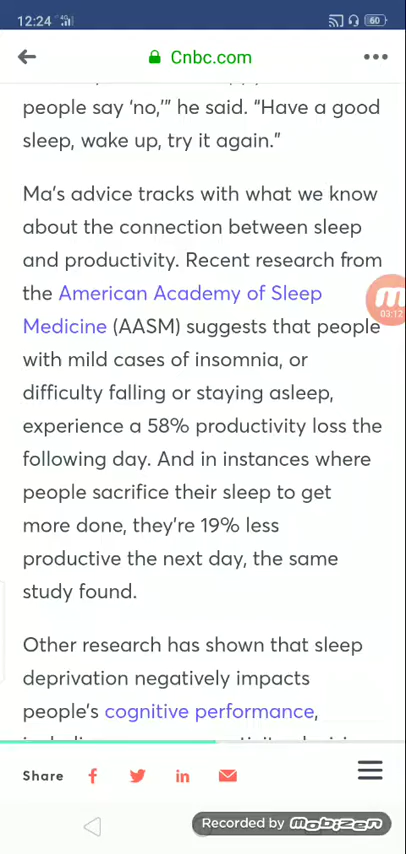 12:24 4G 60
Cnbc.com
people say ‘no,’” he said. “Have a good
sleep, wake up, try it again.”
Ma’s advice tracks with what we know
about the connection between sleep
and productivity. Recent research from
the American Academy of Sleep
Medicine (AASM) suggests that people
03:12
with mild cases of insomnia, or
difficulty falling or staying asleep,
experience a 58% productivity loss the
following day. And in instances where
people sacrifice their sleep to get
more done, they’re 19% less
productive the next day, the same
study found.
Other research has shown that sleep
deprivation negatively impacts
people’s cognitive performance,
Share
Recorded by Mobizen